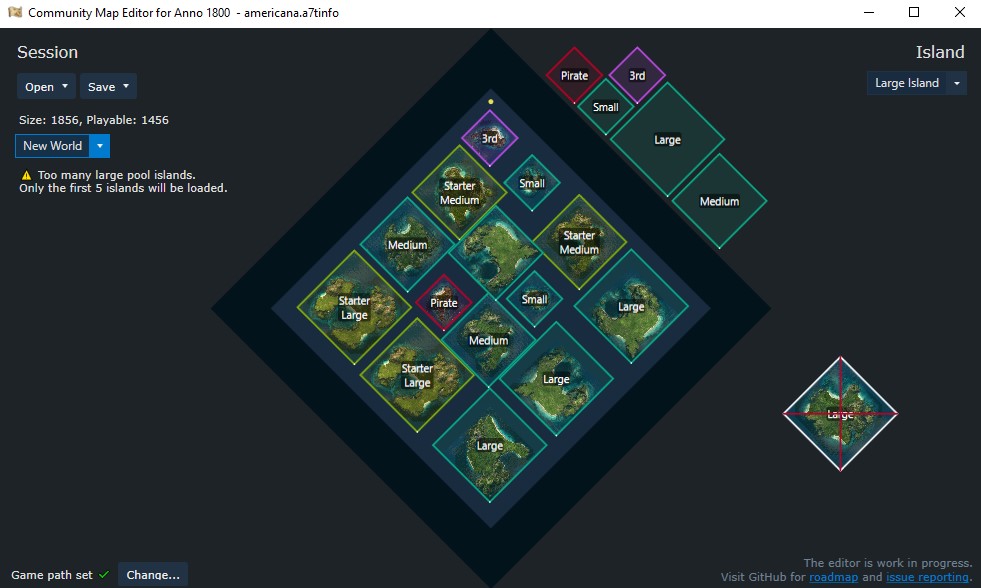 Community Map Editor for Anno 1800 - americana.a7tinfo
Session
Island
Open
Save
Large Island
Size: 1856, Playable: 1456
New World
Too many large pool islands.
Only the first 5 islands will be loaded.
Pirate
3rd
Small
Large
Medium
3rd
Small
Starter
Medium
Starter
Medium
Medium
Starter
Large
Pirate
Small
Large
Medium
Starter
Large
Large
Large
Large
Game path set
Change...
The editor is work in progress.
Visit GitHub for roadmap and issue reporting.